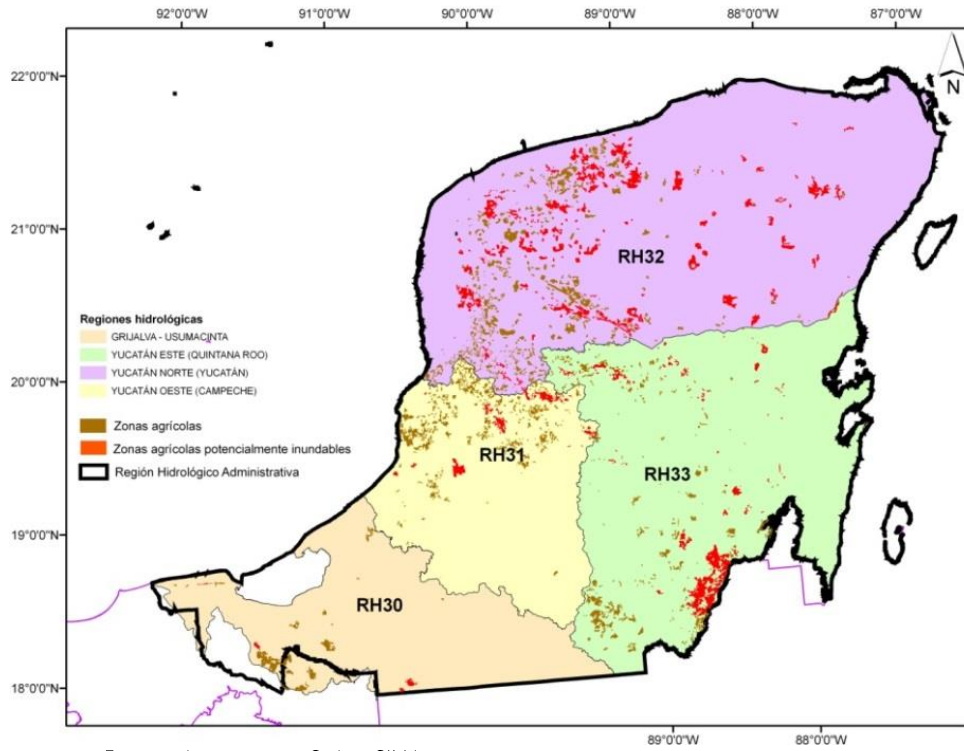 92°0'0"W 91°0'0"W 90°0'0"W 89°0'0"W 88°0'0"W 87°0'0"W
22°0'0"N
N
21°0'0"N
RH32
Regiones hidrológicas
GRIJALVA - USUMACINTA
YUCATÁN ESTE (QUINTANA ROO)
YUCATÁN NORTE (YUCATÁN)
YUCATÁN OESTE (CAMPECHE)
20°0'0"N
Zonas agrícolas
Zonas agrícolas potencialmente inundables
Región Hidrológico Administrativa
RH31
RH33
19°0'0"N
RH30
18°0'0"N
89°0'0"W 88°0'0"W